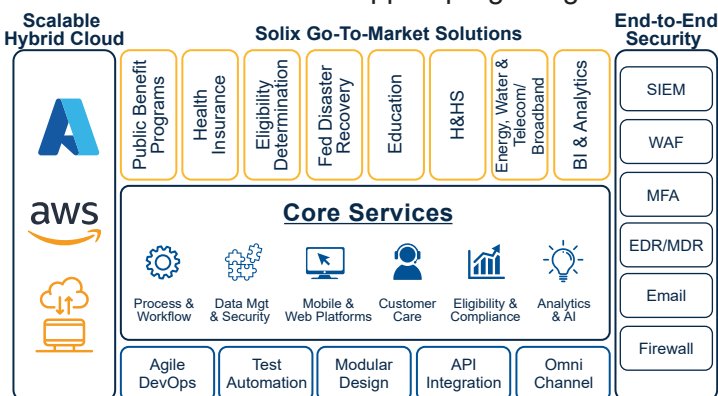 Scalable
Hybrid Cloud
aws
Solix Go-To-Market Solutions
Public Benefit
Programs
Health
Insurance
Eligibility
Determination
Fed Disaster
Recovery
Education
H&HS
Energy, Water &
Telecom/
Broadband
BI & Analytics
Core Services
Process &
Workflow
Data Mgt
& Security
Mobile &
Web Platforms
Customer
Care
Eligibility &
Compliance
Analytics
& AI
Agile
DevOps
Test
Automation
Modular
Design
API
Integration
Omni
Channel
End-to-End
Security
SIEM
WAF
MFA
EDR/MDR
Email
Firewall